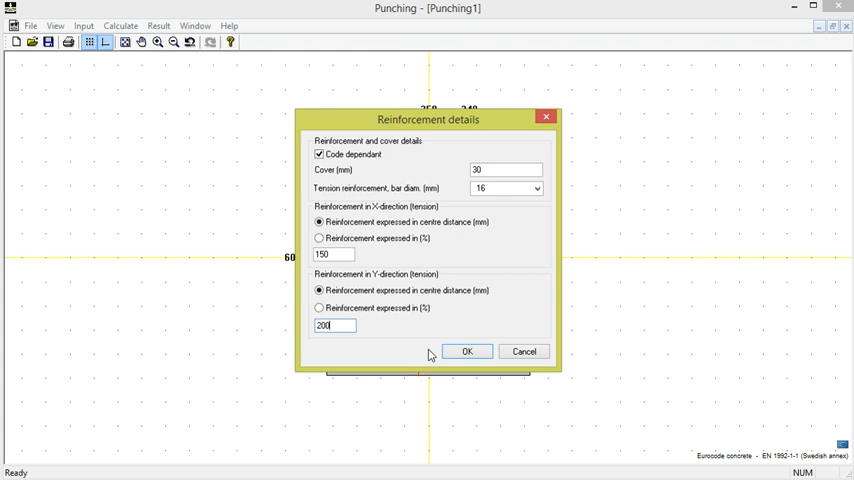 Punching - [Punching1]
File View Input Calculate Result Window Help
Reinforcement details
Reinforcement and cover details
Code dependant
Cover (mm) 30
Tension reinforcement, bar diam. (mm) 16
Reinforcement in X-direction (tension)
Reinforcement expressed in centre distance (mm)
Reinforcement expressed in (%)
150
60
Reinforcement in Y-direction (tension)
Reinforcement expressed in centre distance (mm)
Reinforcement expressed in (%)
200
OK Cancel
Eurocode concrete - EN 1992-1-1 (Swedish annex)
Ready NUM